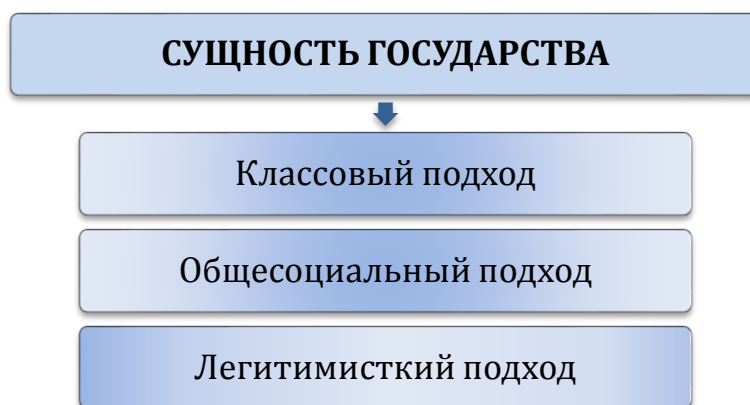 СУЩНОСТЬ ГОСУДАРСТВА
Классовый подход
Общесоциальный подход
Легитимисткий подход